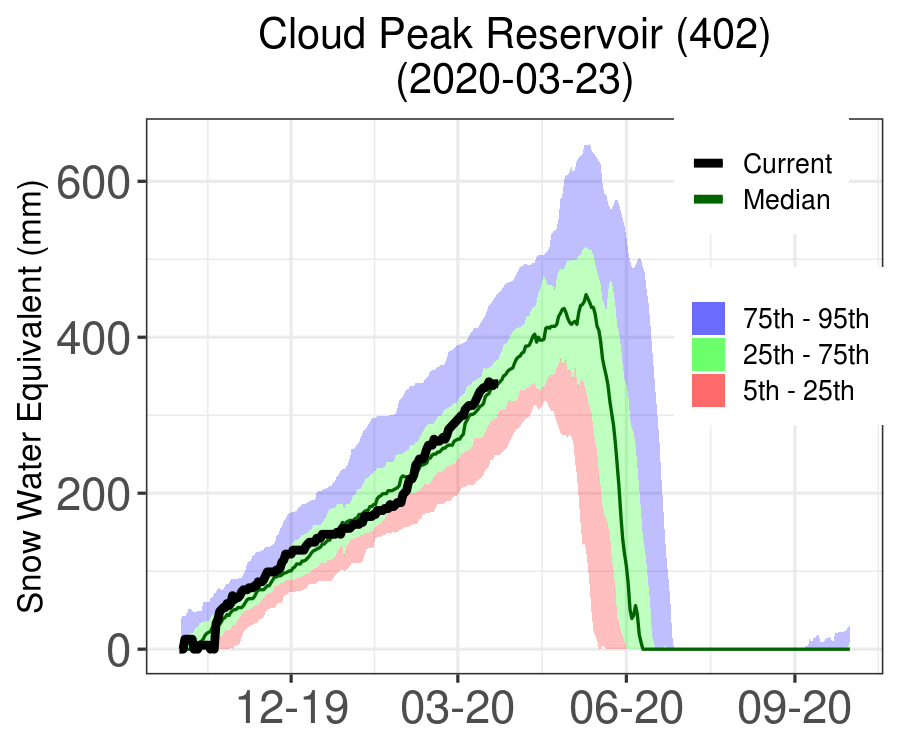 Cloud Peak Reservoir (402)
(2020-03-23)
Snow Water Equivalent (mm)
600
400
200
0
12-19
03-20
06-20
09-20
Current
Median
75th - 95th
25th - 75th
5th - 25th